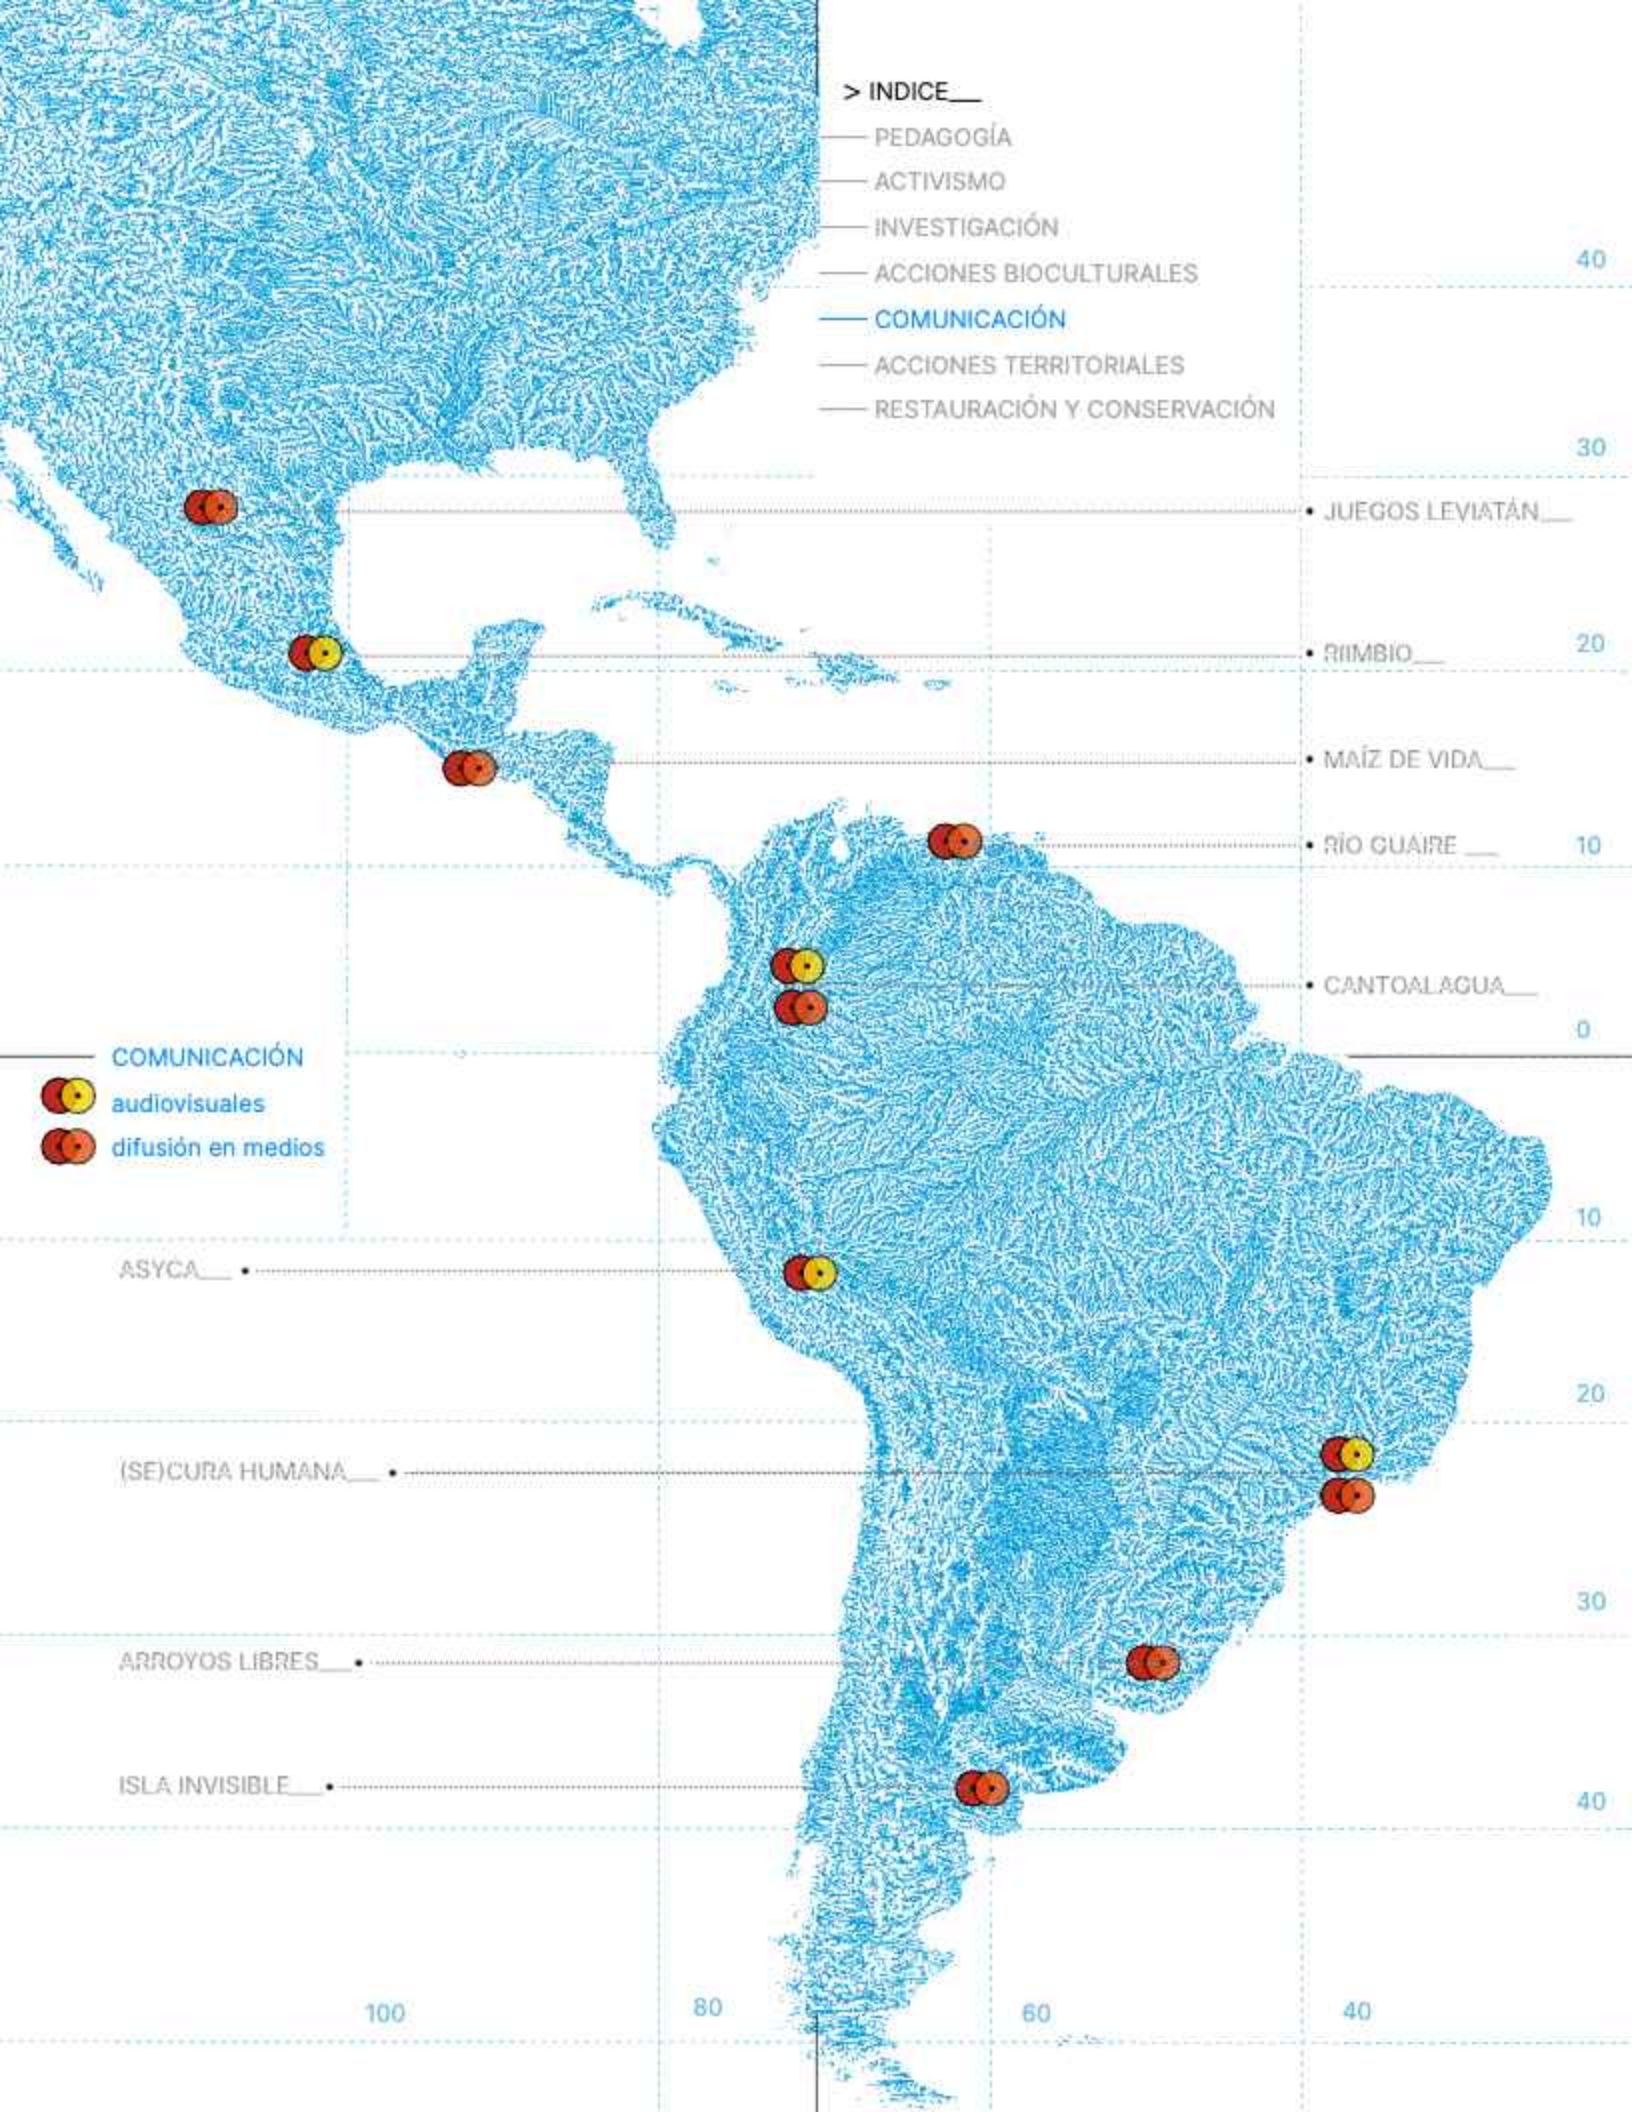 > INDICE__
PEDAGOGÍA
ACTIVISMO
INVESTIGACIÓN
ACCIONES BIOCULTURALES
40
COMUNICACIÓN
ACCIONES TERRITORIALES
RESTAURACIÓN Y CONSERVACIÓN
30
• JUEGOS LEVIATÁN__
20
• RIIMBIO__
• MAÍZ DE VIDA__
10
• RÍO GUAIRE __
• CANTOALAGUA__
0
COMUNICACIÓN
audiovisuales
difusión en medios
10
ASYCA__ •
20
(SE)CURA HUMANA__ •
30
ARROYOS LIBRES__ •
ISLA INVISIBLE__ •
40
100
80
60
40